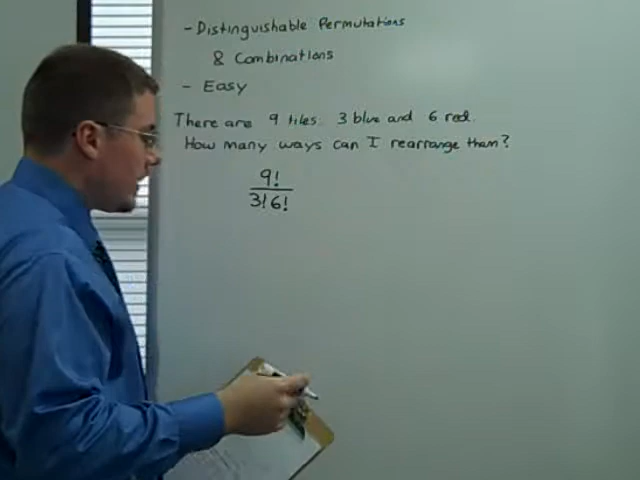 - Distinguishable Permutations
& Combinations
- Easy
There are 9 tiles. 3 blue and 6 red.
How many ways can I rearrange them?
9!
3!6!